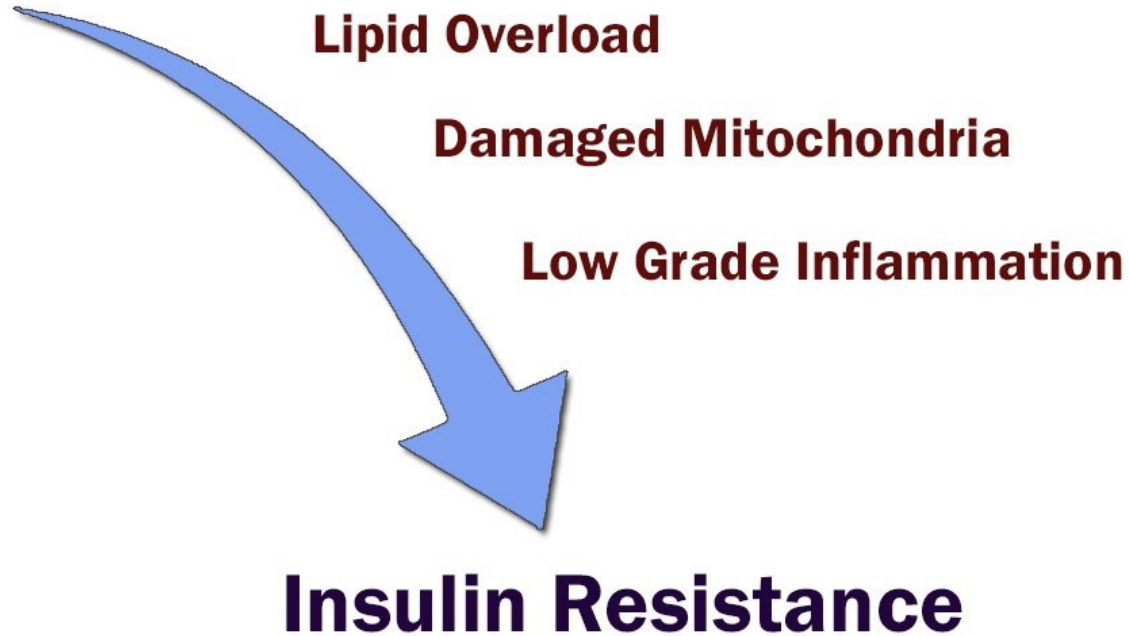 Lipid Overload
Damaged Mitochondria
Low Grade Inflammation
Insulin Resistance